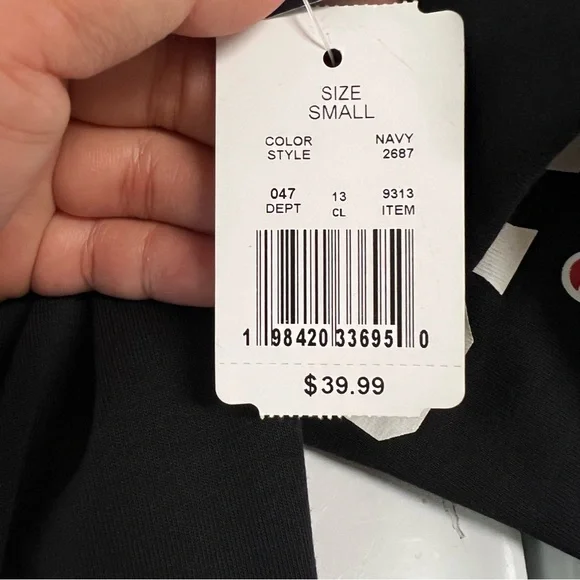 SIZE
SMALL
COLOR NAVY
STYLE 2687
047 13 9313
DEPT CL ITEM
1 98420 33695 0
$39.99